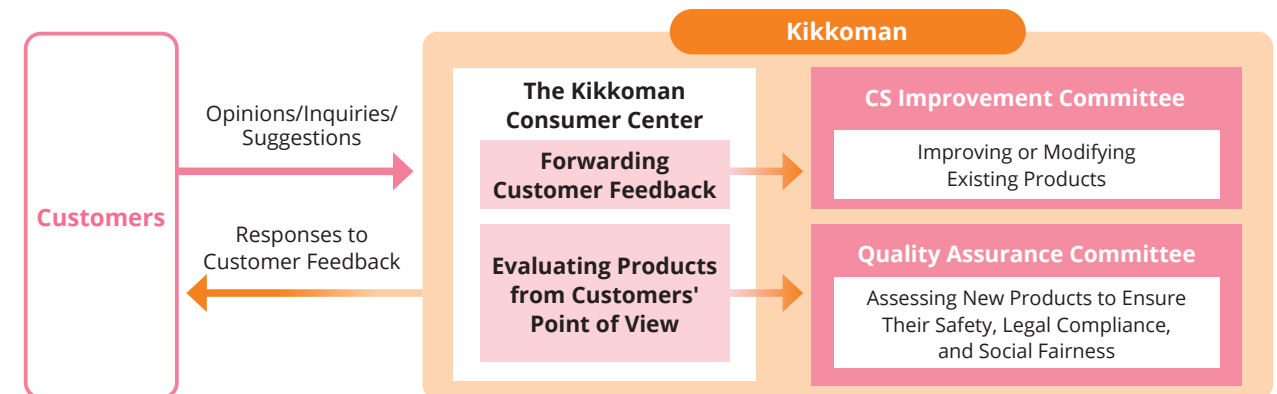 Kikkoman
Customers
Opinions/Inquiries/
Suggestions
Responses to
Customer Feedback
The Kikkoman
Consumer Center
Forwarding
Customer Feedback
Evaluating Products
from Customers'
Point of View
CS Improvement Committee
Improving or Modifying
Existing Products
Quality Assurance Committee
Assessing New Products to Ensure
Their Safety, Legal Compliance,
and Social Fairness